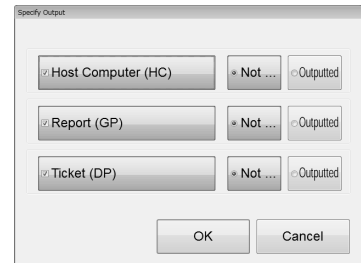 Specify Output
Host Computer (HC) Not ... Outputted
Report (GP) Not ... Outputted
Ticket (DP) Not ... Outputted
OK Cancel